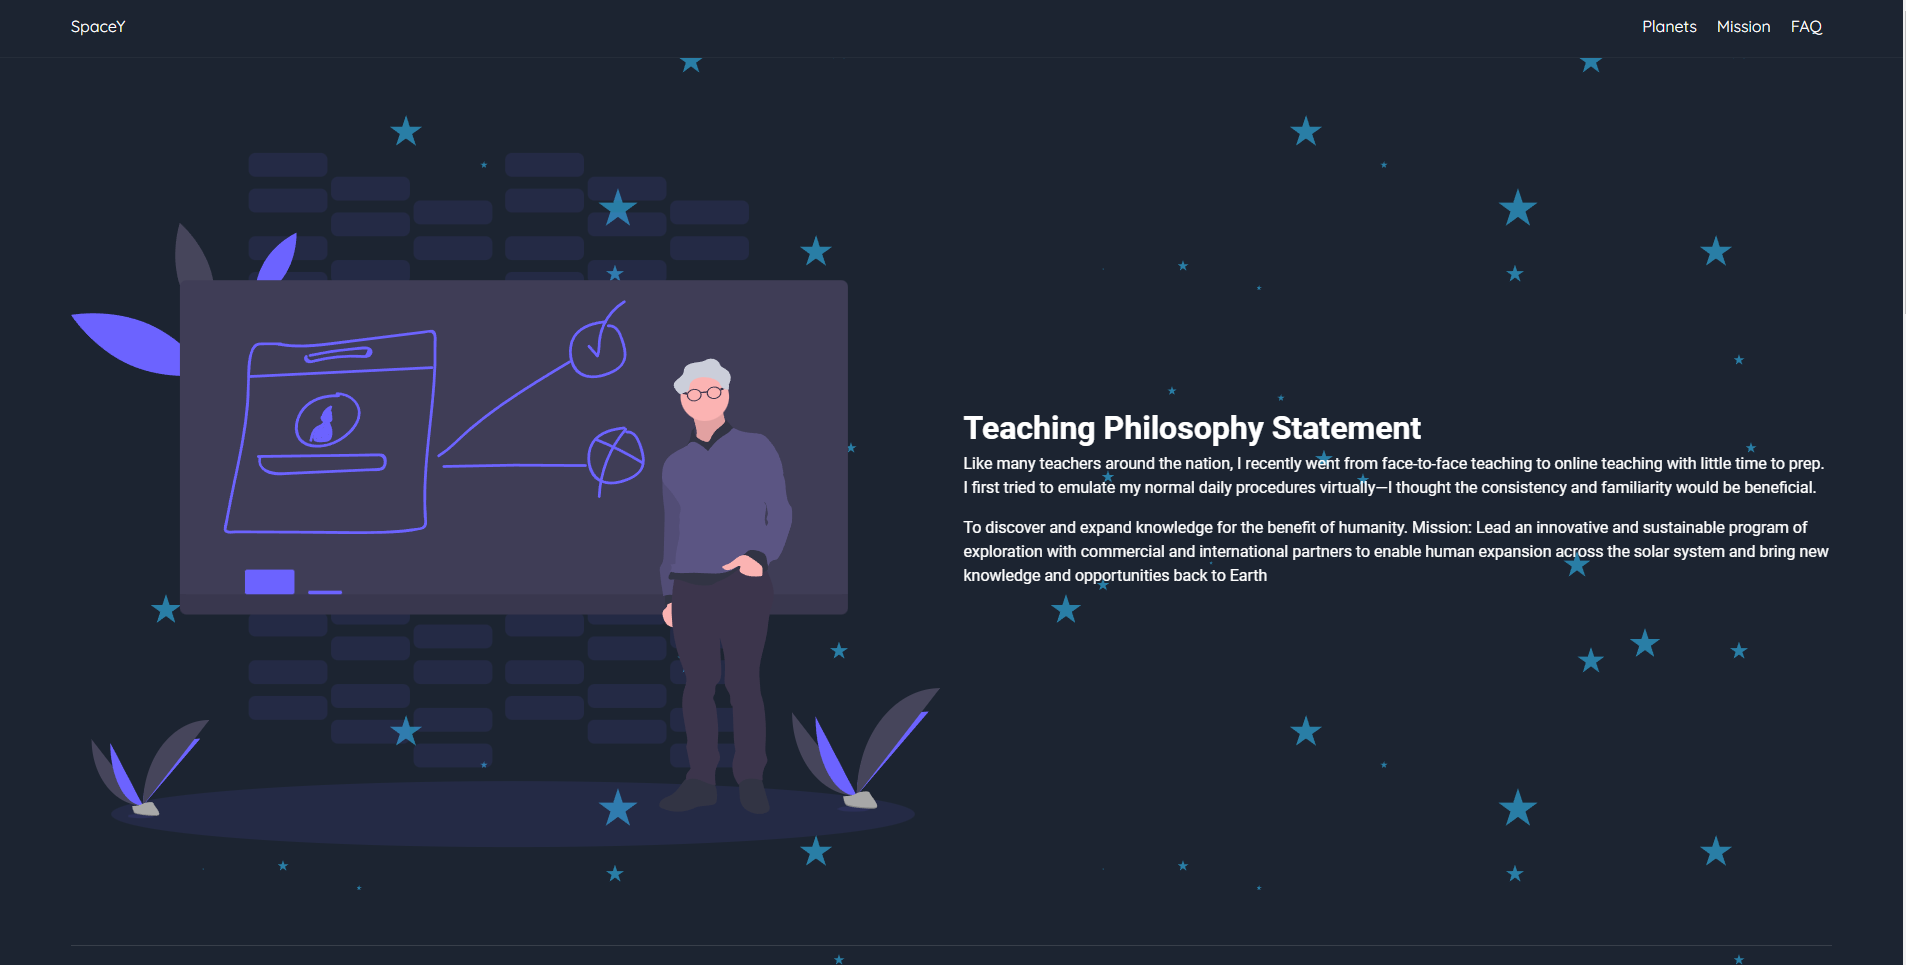 SpaceY
Planets Mission FAQ
Teaching Philosophy Statement
Like many teachers around the nation, I recently went from face-to-face teaching to online teaching with little time to prep.
I first tried to emulate my normal daily procedures virtually—I thought the consistency and familiarity would be beneficial.
To discover and expand knowledge for the benefit of humanity. Mission: Lead an innovative and sustainable program of
exploration with commercial and international partners to enable human expansion across the solar system and bring new
knowledge and opportunities back to Earth